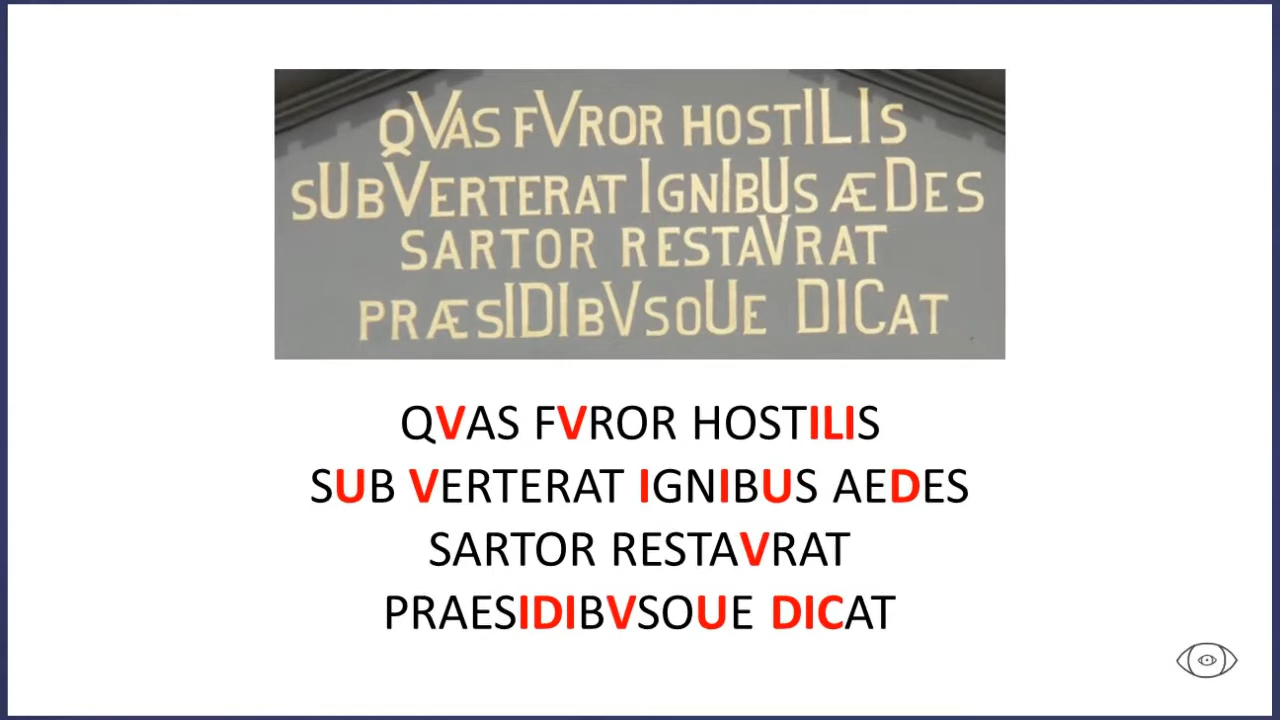 QVAS FVROR HOSTILIS
SUBVERTERAT IGNIBUS ÆDES
SARTOR RESTAVRAT
PRÆSIDIBVSOUE DICAT
QVAS FVROR HOSTILIS
SUB VERTERAT IGNIBUS AEDES
SARTOR RESTAVRAT
PRAESIDIBVSOUE DICAT